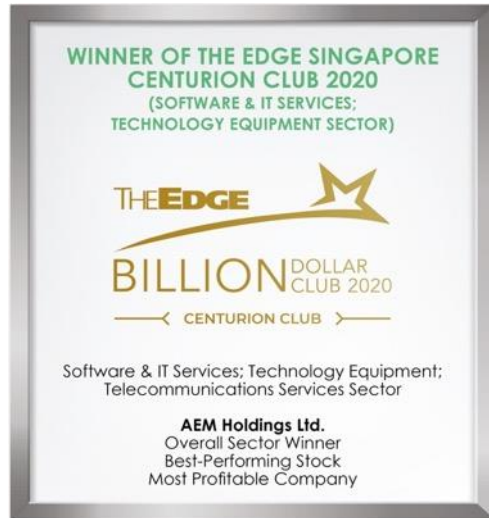 WINNER OF THE EDGE SINGAPORE
CENTURION CLUB 2020
(SOFTWARE & IT SERVICES;
TECHNOLOGY EQUIPMENT SECTOR)
THEEDGE
BILLION DOLLAR
CLUB 2020
CENTURION CLUB
Software & IT Services; Technology Equipment;
Telecommunications Services Sector
AEM Holdings Ltd.
Overall Sector Winner
Best-Performing Stock
Most Profitable Company